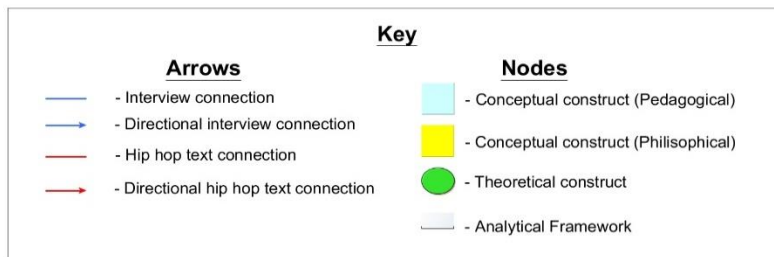 Key
Arrows
- Interview connection
- Directional interview connection
- Hip hop text connection
- Directional hip hop text connection
Nodes
- Conceptual construct (Pedagogical)
- Conceptual construct (Philisophical)
- Theoretical construct
- Analytical Framework